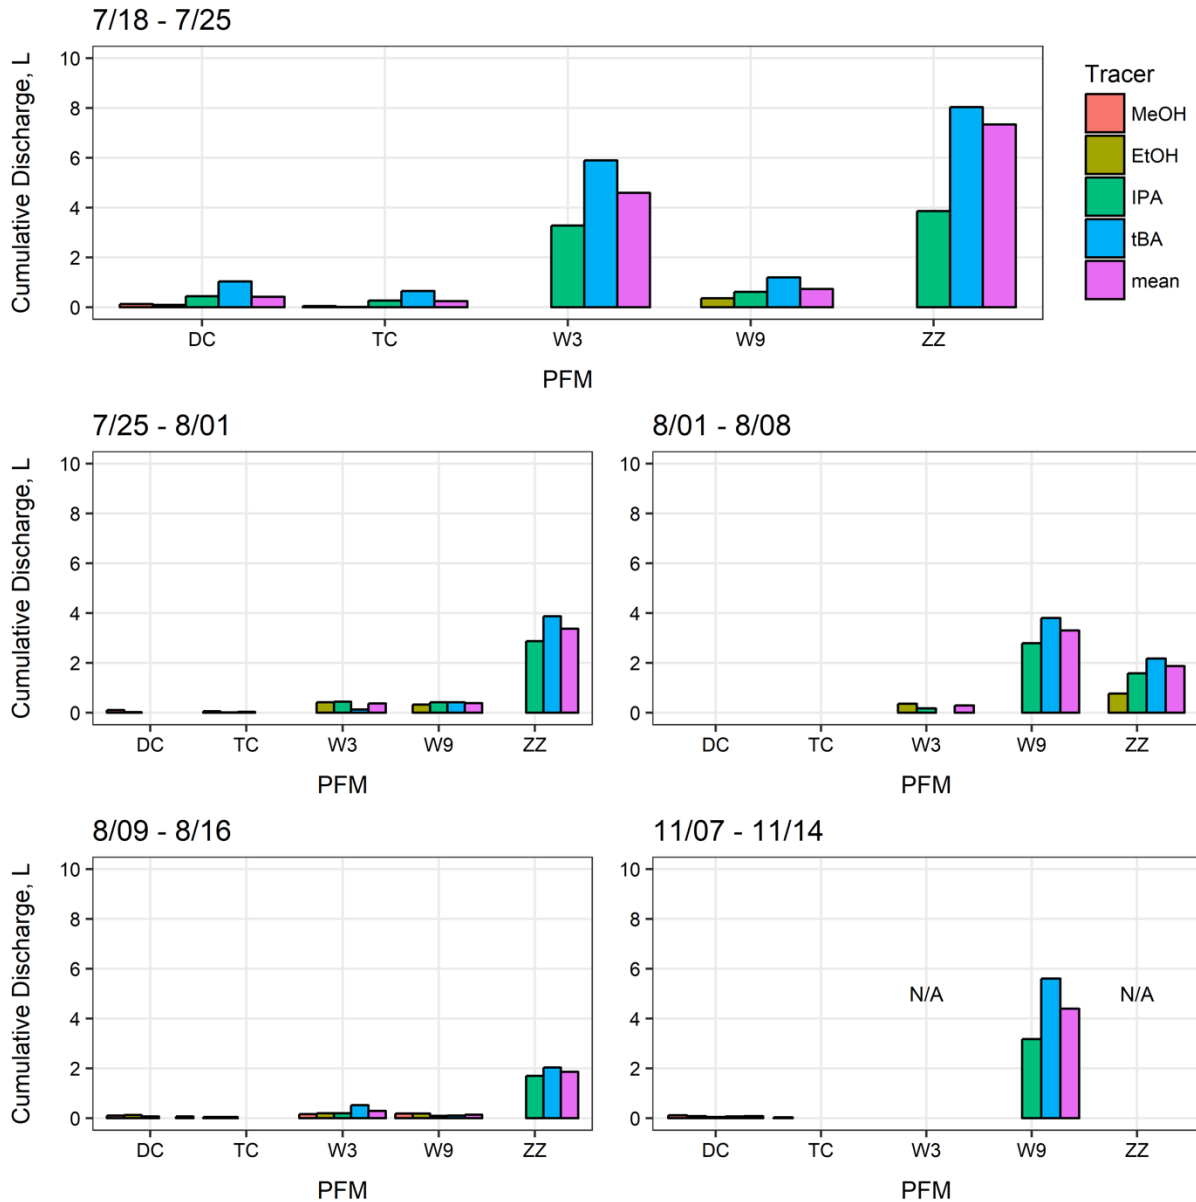 7/18 - 7/25
Cumulative Discharge, L
10
8
6
4
2
0
DC TC W3 W9 ZZ
PFM
Tracer
MeOH
EtOH
IPA
tBA
mean
7/25 - 8/01
Cumulative Discharge, L
10
8
6
4
2
0
DC TC W3 W9 ZZ
PFM
8/01 - 8/08
10
8
6
4
2
0
DC TC W3 W9 ZZ
PFM
8/09 - 8/16
Cumulative Discharge, L
10
8
6
4
2
0
DC TC W3 W9 ZZ
PFM
11/07 - 11/14
10
8
6
4
2
0
N/A N/A
DC TC W3 W9 ZZ
PFM